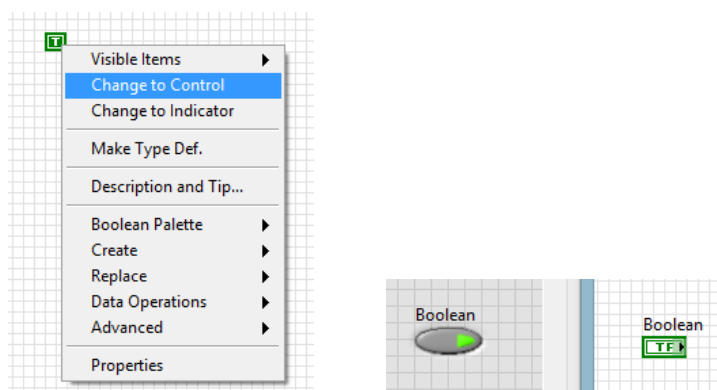 T
Visible Items
Change to Control
Change to Indicator
Make Type Def.
Description and Tip...
Boolean Palette
Create
Replace
Data Operations
Advanced
Properties
Boolean
Boolean
TF